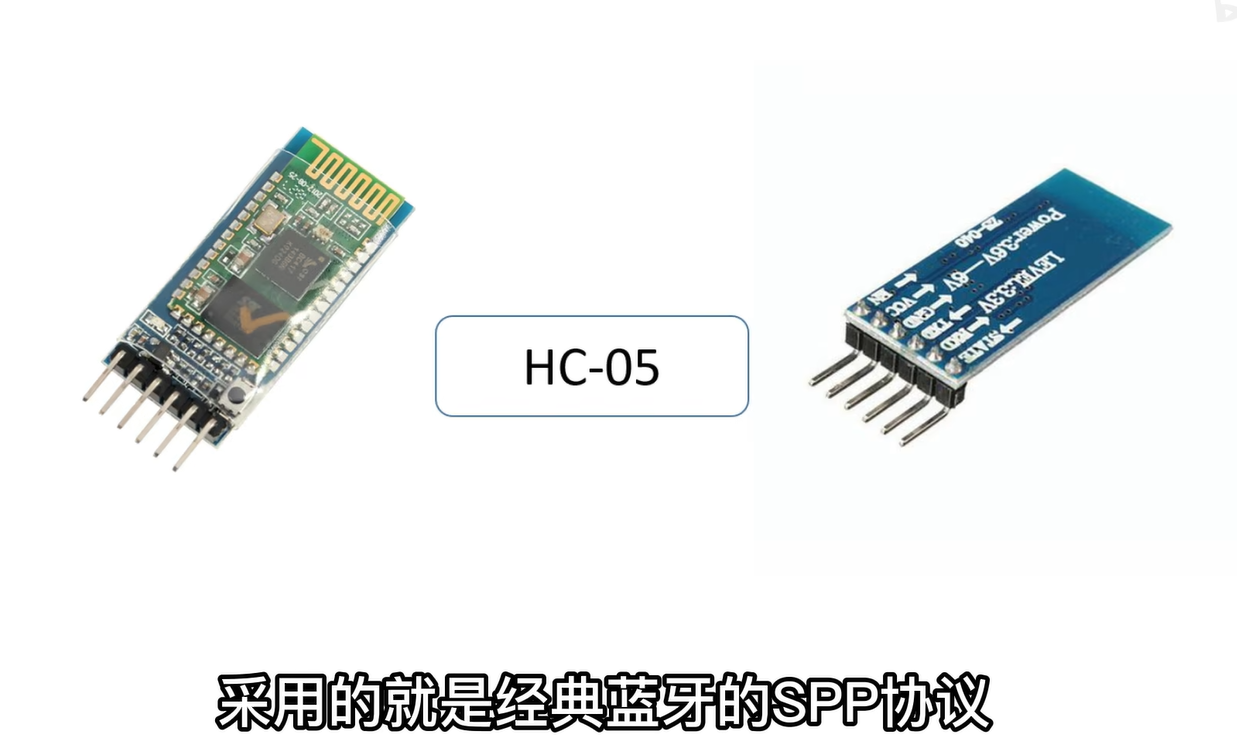 HC-05
ZS-040
Power:3.6V---6V
LEVEL:3.3V
EN
VCC
GND
TXD
RXD
STATE
采用的就是经典蓝牙的SPP协议